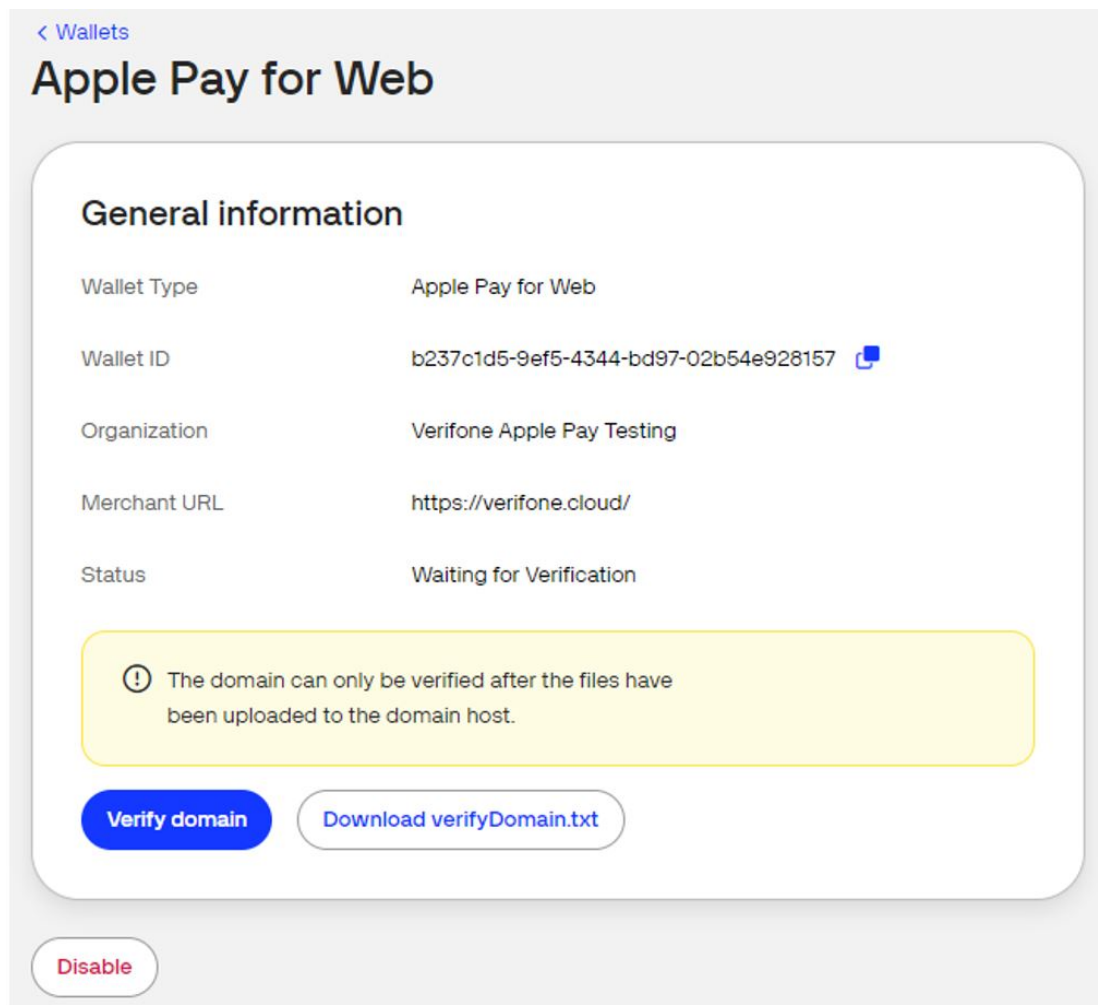 Wallets
Apple Pay for Web
General information
Wallet Type Apple Pay for Web
Wallet ID b237c1d5-9ef5-4344-bd97-02b54e928157
Organization Verifone Apple Pay Testing
Merchant URL https://verifone.cloud/
Status Waiting for Verification
The domain can only be verified after the files have
been uploaded to the domain host.
Verify domain Download verifyDomain.txt
Disable